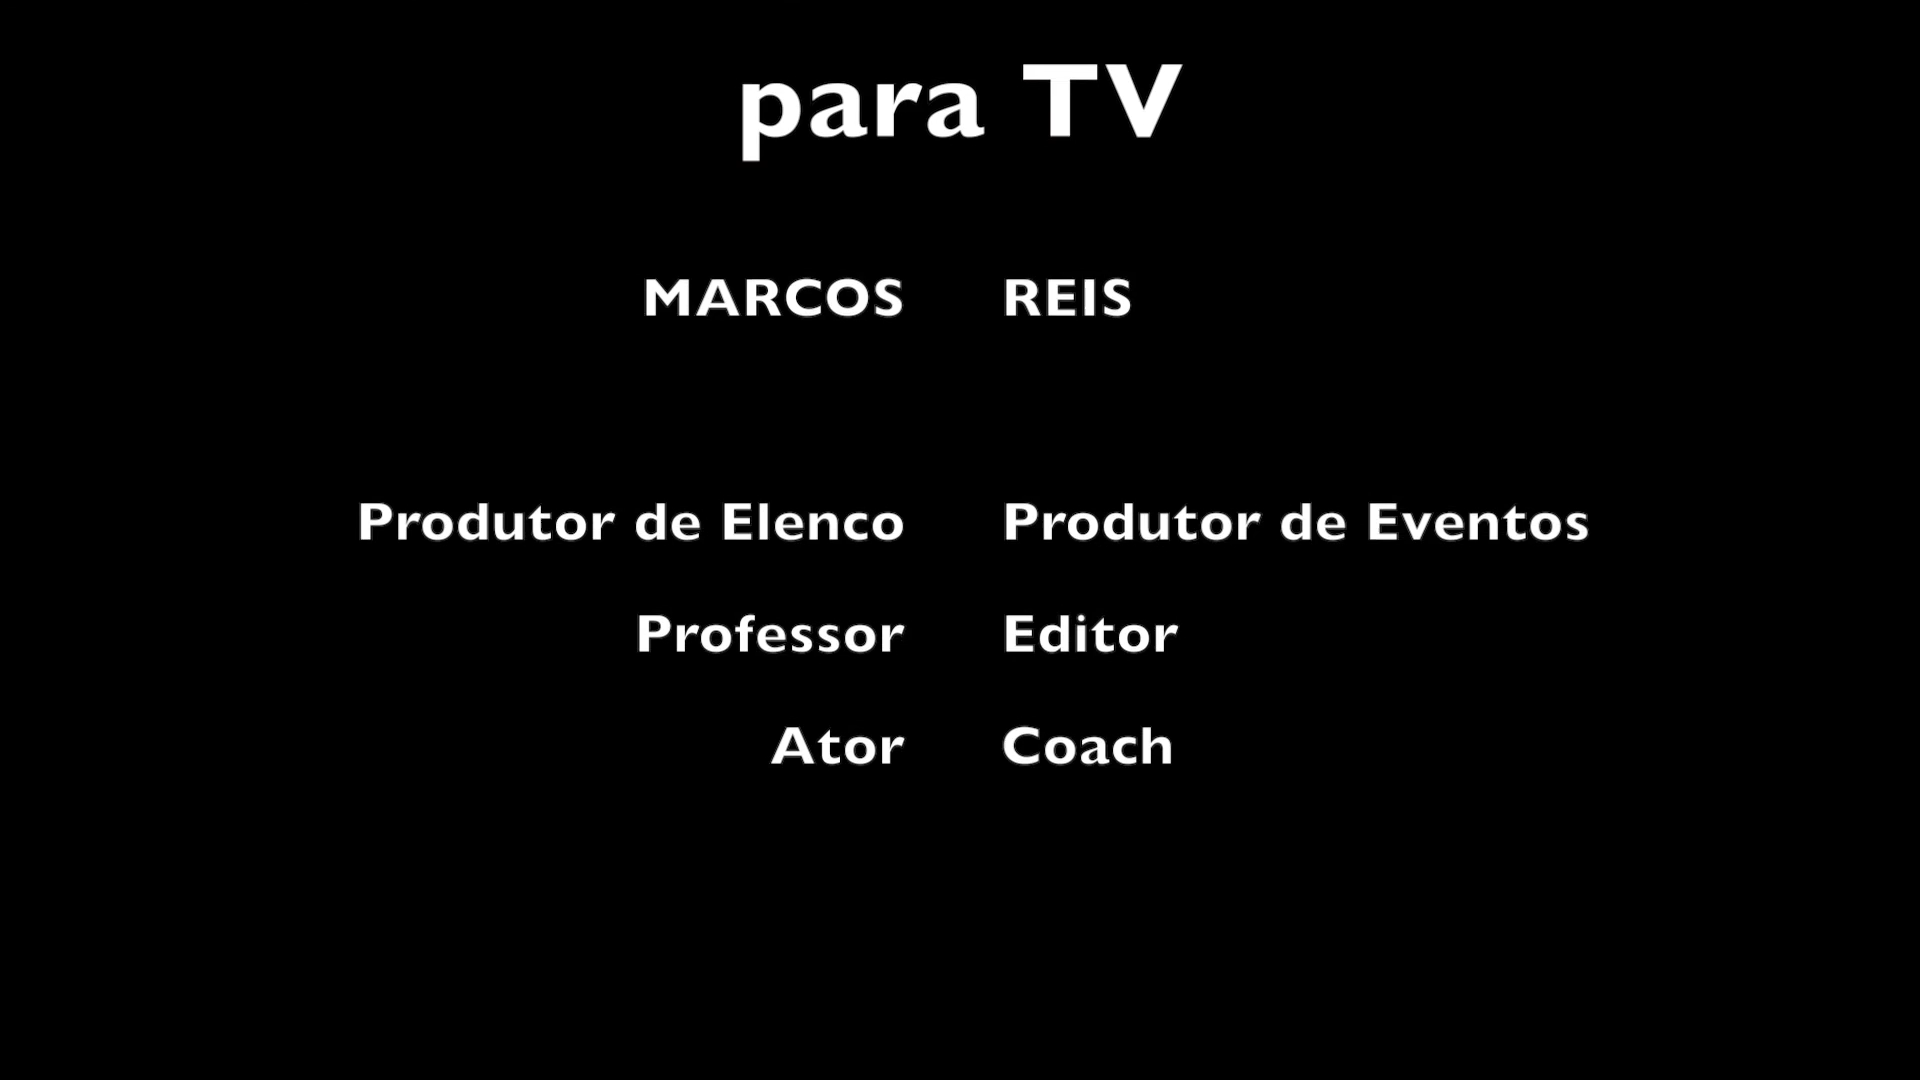 para TV
MARCOS REIS
Produtor de Elenco Produtor de Eventos
Professor Editor
Ator Coach